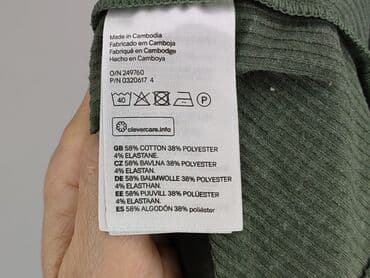 Made in Cambodia
Fabricado em Camboja
Fabriqué en Cambodge
Hecho en Camboya
O/N 249760
P/N 0320617 4
40 P
clevercare.info
GB 58% COTTON 38% POLYESTER
4% ELASTANE.
CZ 58% BAVLNA 38% POLYESTER
4% ELASTAN.
DE 58% BAUMWOLLE 38% POLYESTER
4% ELASTHAN.
EE 58% PUUVILL 38% POLÜESTER
4% ELASTAAN.
ES 58% ALGODÓN 38% poliéster